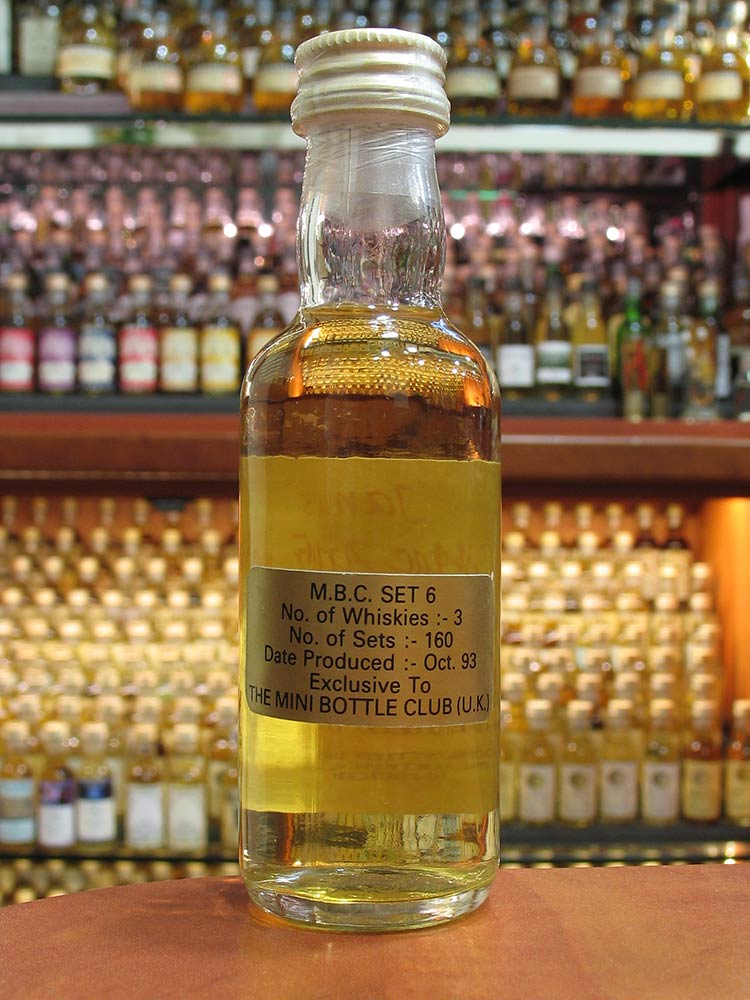 M.B.C. SET 6
No. of Whiskies :- 3
No. of Sets :- 160
Date Produced :- Oct. 93
Exclusive To
THE MINI BOTTLE CLUB (U.K.)